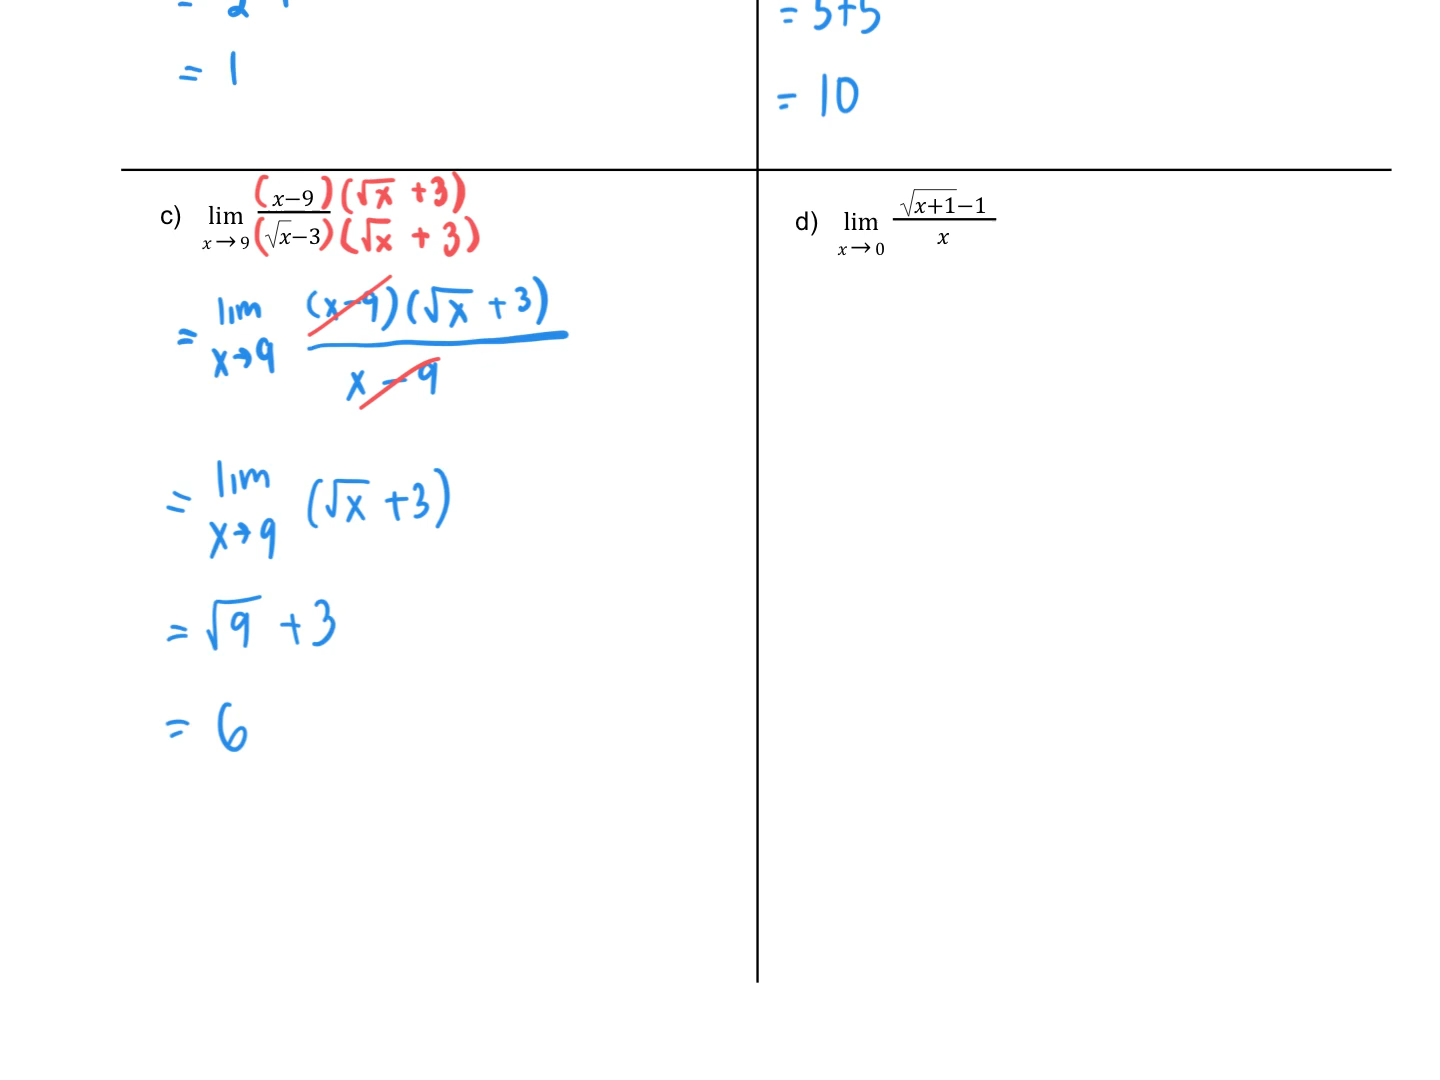 = 1
= 5+5
= 10
c) lim x→9 (x−9)(√x +3)
(√x−3)(√x + 3)
= lim x→9 (x−9)(√x +3)
x−9
= lim x→9 (√x +3)
= √9 +3
= 6
d) lim x→0 √x+1−1
x